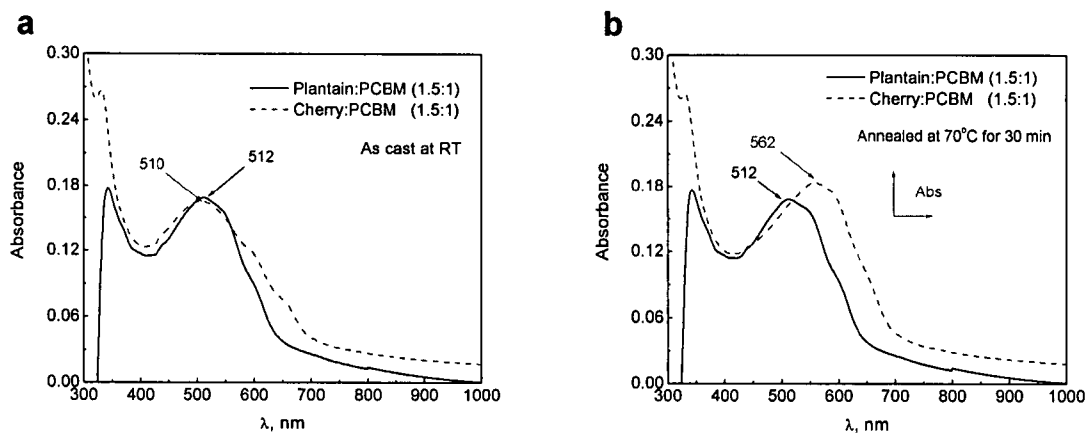 a
0.30
0.24
0.18
0.12
0.06
0.00
Absorbance
Plantain:PCBM (1.5:1)
Cherry:PCBM (1.5:1)
As cast at RT
510
512
300 400 500 600 700 800 900 1000
λ, nm
b
0.30
0.24
0.18
0.12
0.06
0.00
Absorbance
Plantain:PCBM (1.5:1)
Cherry:PCBM (1.5:1)
Annealed at 70°C for 30 min
562
512
Abs
300 400 500 600 700 800 900 1000
λ, nm